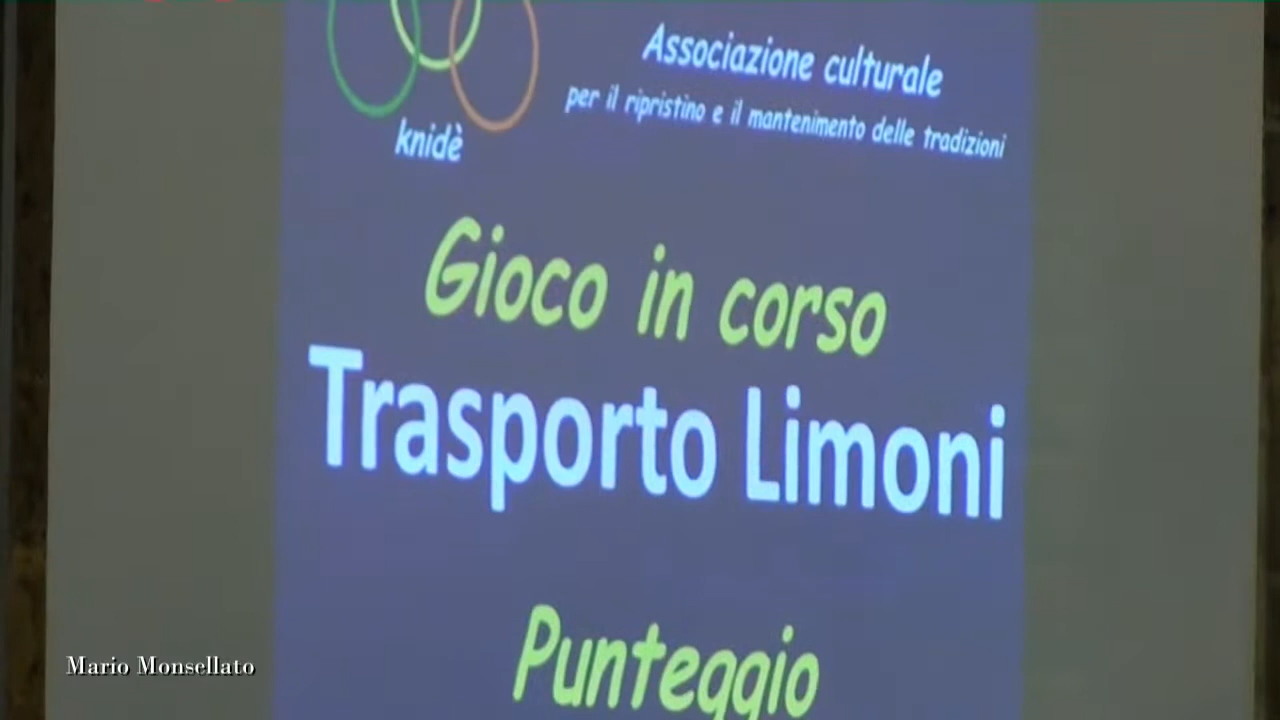 Associazione culturale
per il ripristino e il mantenimento delle tradizioni
knidè
Gioco in corso
Trasporto Limoni
Punteggio
Mario Monsellato